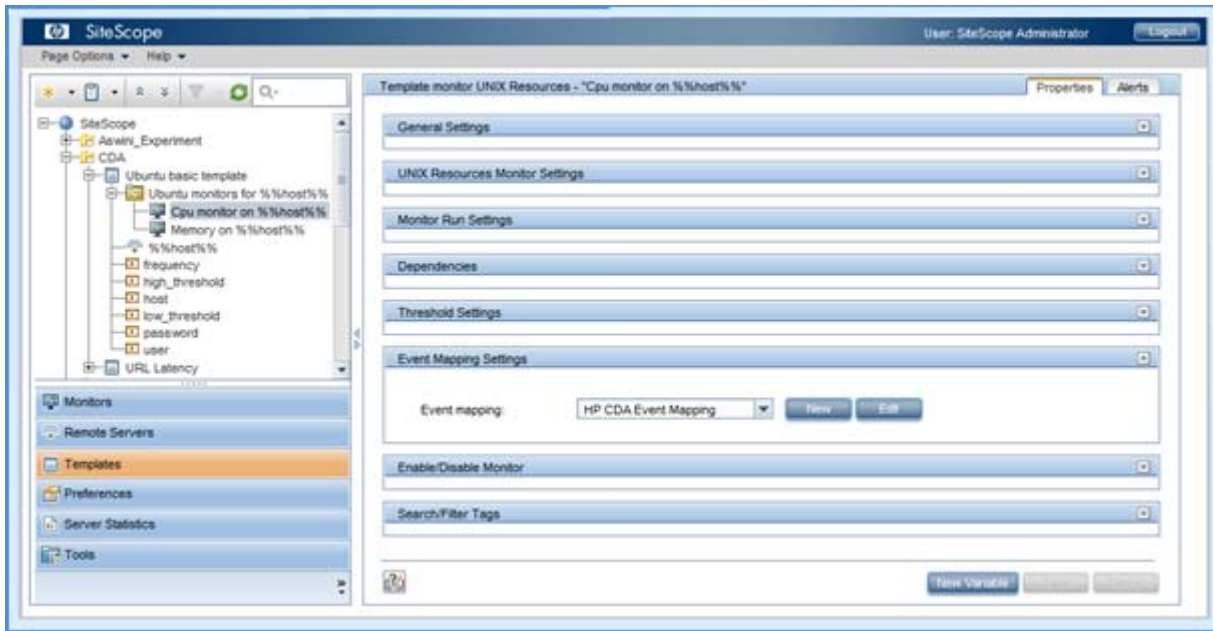 hp SiteScope
User: SiteScope Administrator
Logout
Page Options
Help
SiteScope
Aswini_Experiment
CDA
Ubuntu basic template
Ubuntu monitors for %%host%%
Cpu monitor on %%host%%
Memory on %%host%%
%%host%%
frequency
high_threshold
host
low_threshold
password
user
URL Latency
Monitors
Remote Servers
Templates
Preferences
Server Statistics
Tools
Template monitor UNIX Resources - "Cpu monitor on %%host%%"
Properties
Alerts
General Settings
UNIX Resources Monitor Settings
Monitor Run Settings
Dependencies
Threshold Settings
Event Mapping Settings
Event mapping: HP CDA Event Mapping New Edit
Enable/Disable Monitor
Search/Filter Tags
New Variable